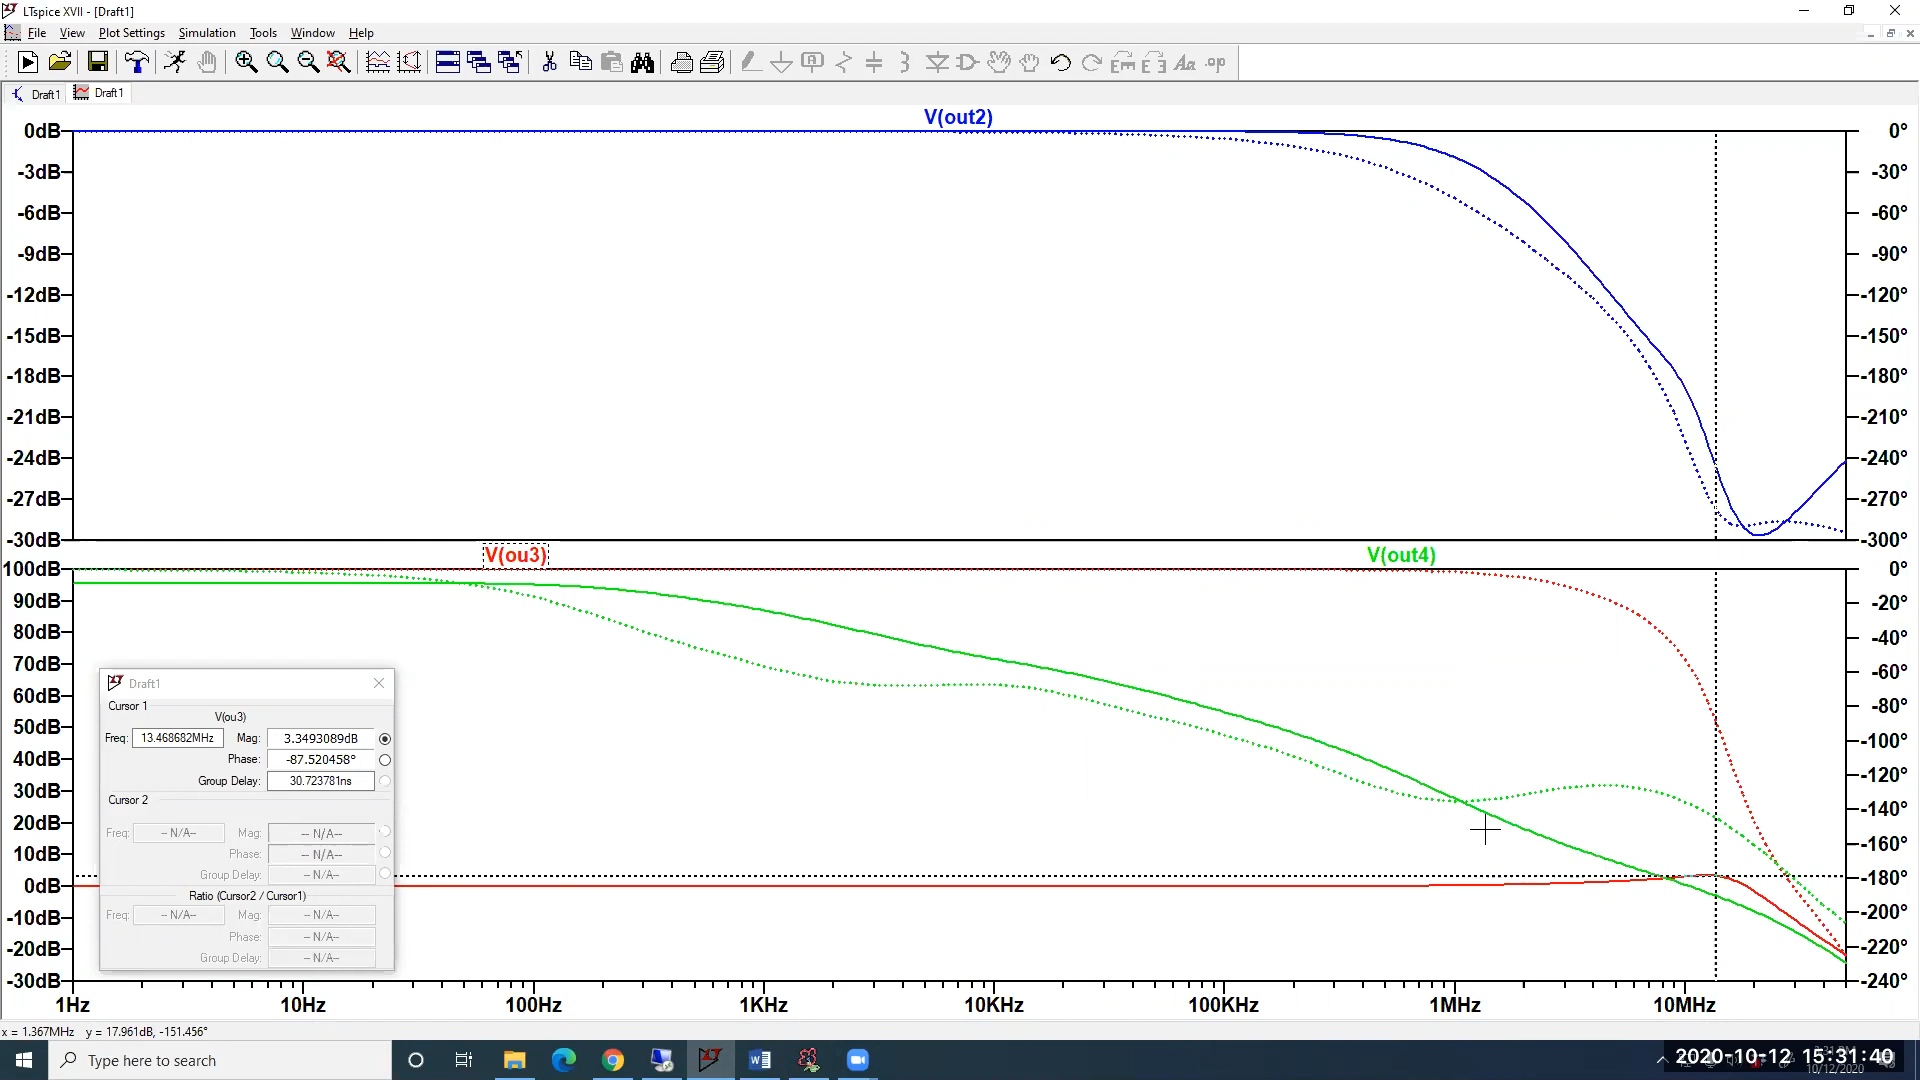 LTspice XVII - [Draft1]
File View Plot Settings Simulation Tools Window Help
Draft1 Draft1
V(out2)
0dB 0°
-3dB -30°
-6dB -60°
-9dB -90°
-12dB -120°
-15dB -150°
-18dB -180°
-21dB -210°
-24dB -240°
-27dB -270°
-30dB -300°
V(ou3) V(out4)
100dB 0°
90dB -20°
80dB -40°
70dB -60°
60dB -80°
50dB -100°
40dB -120°
30dB -140°
20dB -160°
10dB -180°
0dB -200°
-10dB -220°
-20dB -240°
-30dB
1Hz 10Hz 100Hz 1KHz 10KHz 100KHz 1MHz 10MHz
Draft1
Cursor 1
V(ou3)
Freq: 13.468682MHz Mag: 3.3493089dB
Phase: -87.520458°
Group Delay: 30.723781ns
Cursor 2
Freq: -- N/A-- Mag: -- N/A--
Phase: -- N/A--
Group Delay: -- N/A--
Ratio (Cursor2 / Cursor1)
Freq: -- N/A-- Mag: -- N/A--
Phase: -- N/A--
Group Delay: -- N/A--
x = 1.367MHz y = 17.961dB, -151.456°
Type here to search
2020-10-12 15:31:40
10/12/2020